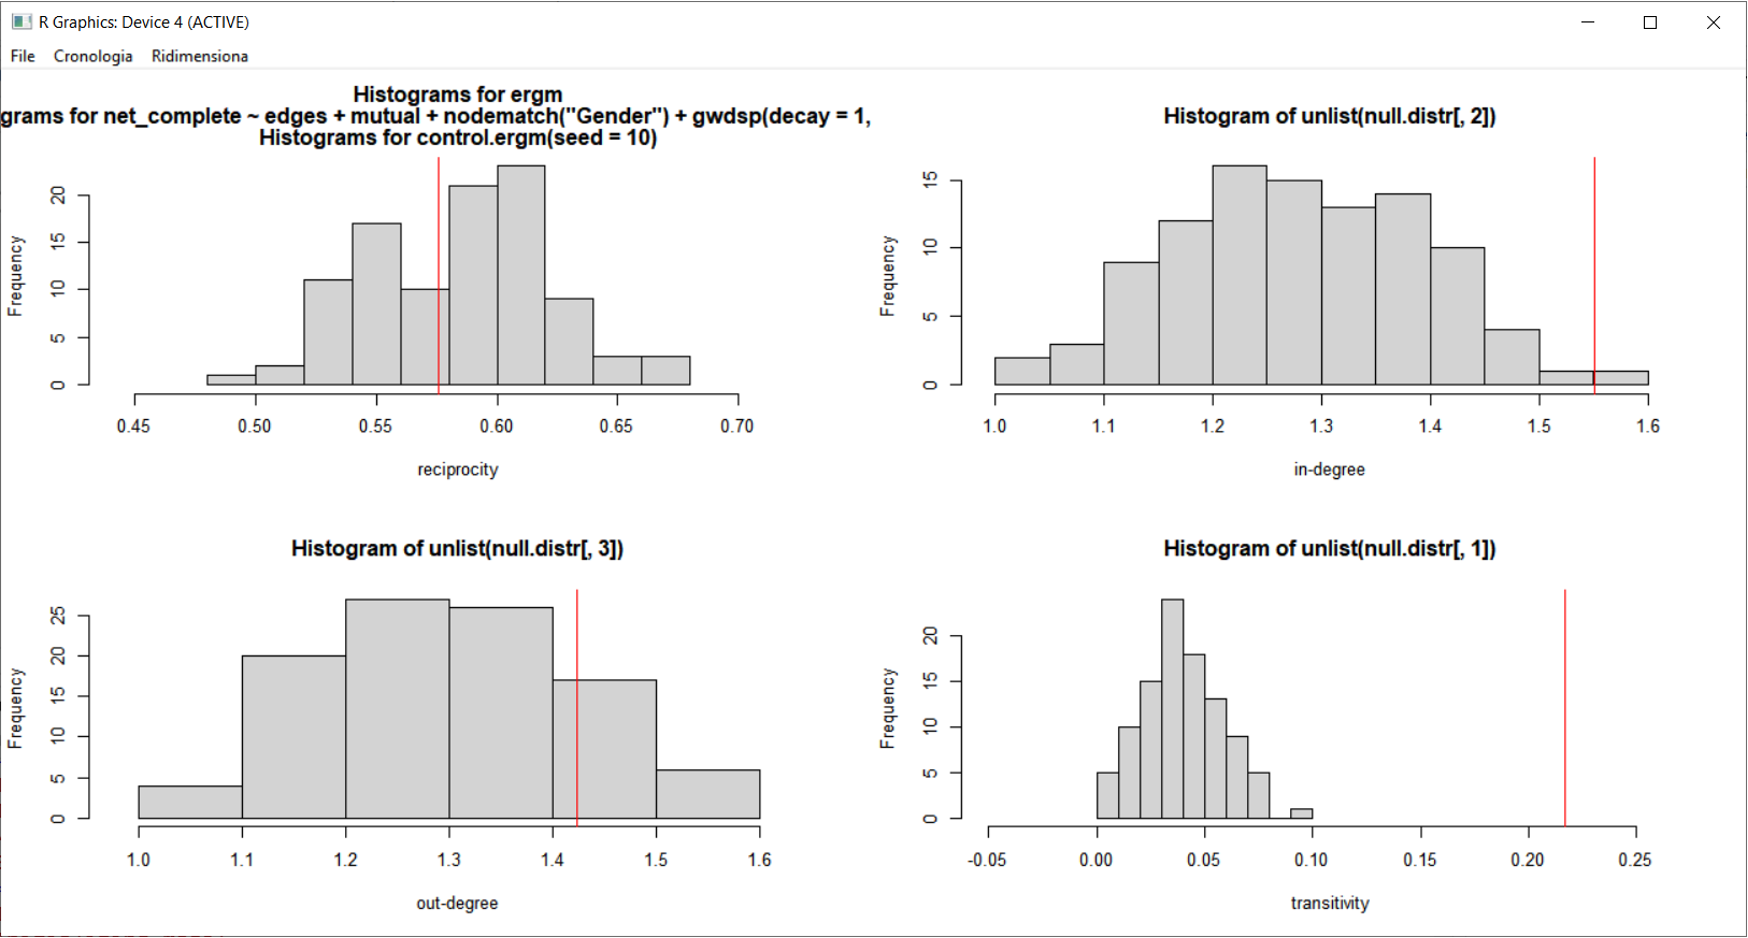 R Graphics: Device 4 (ACTIVE)
File Cronologia Ridimensiona
Histograms for ergm
grams for net_complete ~ edges + mutual + nodematch("Gender") + gwdsp(decay = 1,
Histograms for control.ergm(seed = 10)
Frequency
0 5 10 15 20
0.45 0.50 0.55 0.60 0.65 0.70
reciprocity
Histogram of unlist(null.distr[, 2])
Frequency
0 5 10 15
1.0 1.1 1.2 1.3 1.4 1.5 1.6
in-degree
Histogram of unlist(null.distr[, 3])
Frequency
0 5 10 15 20 25
1.0 1.1 1.2 1.3 1.4 1.5 1.6
out-degree
Histogram of unlist(null.distr[, 1])
Frequency
0 5 10 15 20
-0.05 0.00 0.05 0.10 0.15 0.20 0.25
transitivity